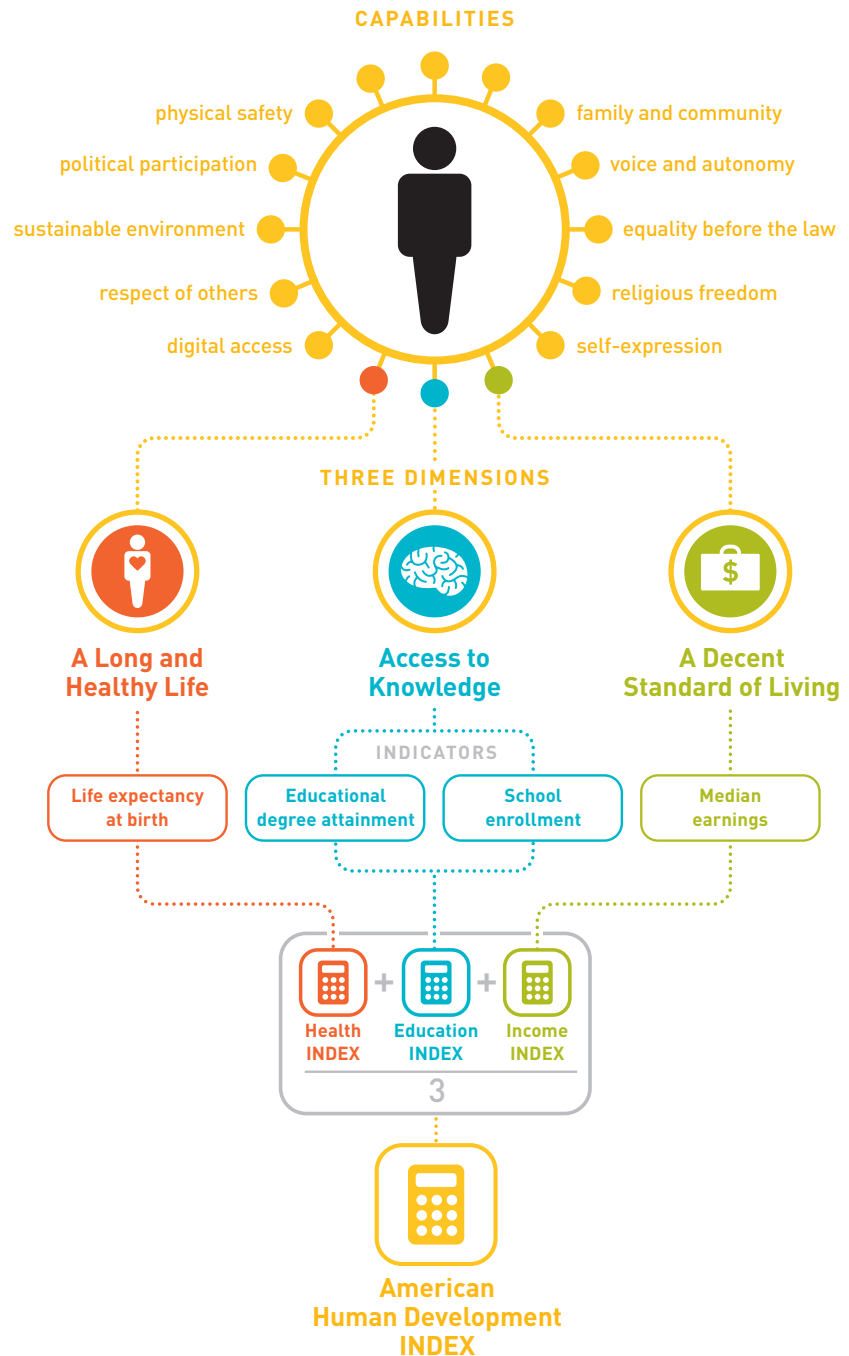 CAPABILITIES
physical safety
family and community
political participation
voice and autonomy
sustainable environment
equality before the law
respect of others
religious freedom
digital access
self-expression
THREE DIMENSIONS
$
A Long and
Healthy Life
Access to
Knowledge
A Decent
Standard of Living
INDICATORS
Life expectancy
at birth
Educational
degree attainment
School
enrollment
Median
earnings
+
+
Health
INDEX
Education
INDEX
Income
INDEX
3
American
Human Development
INDEX